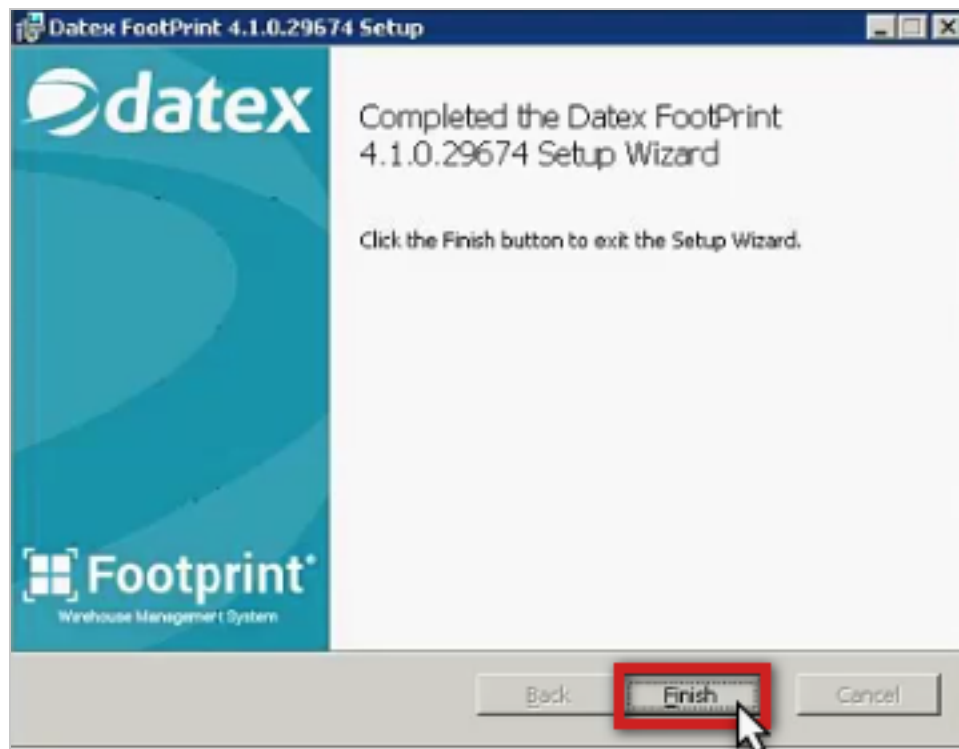 Datex FootPrint 4.1.0.29674 Setup
datex
Completed the Datex FootPrint
4.1.0.29674 Setup Wizard
Click the Finish button to exit the Setup Wizard.
Footprint
Warehouse Management System
Back
Finish
Cancel